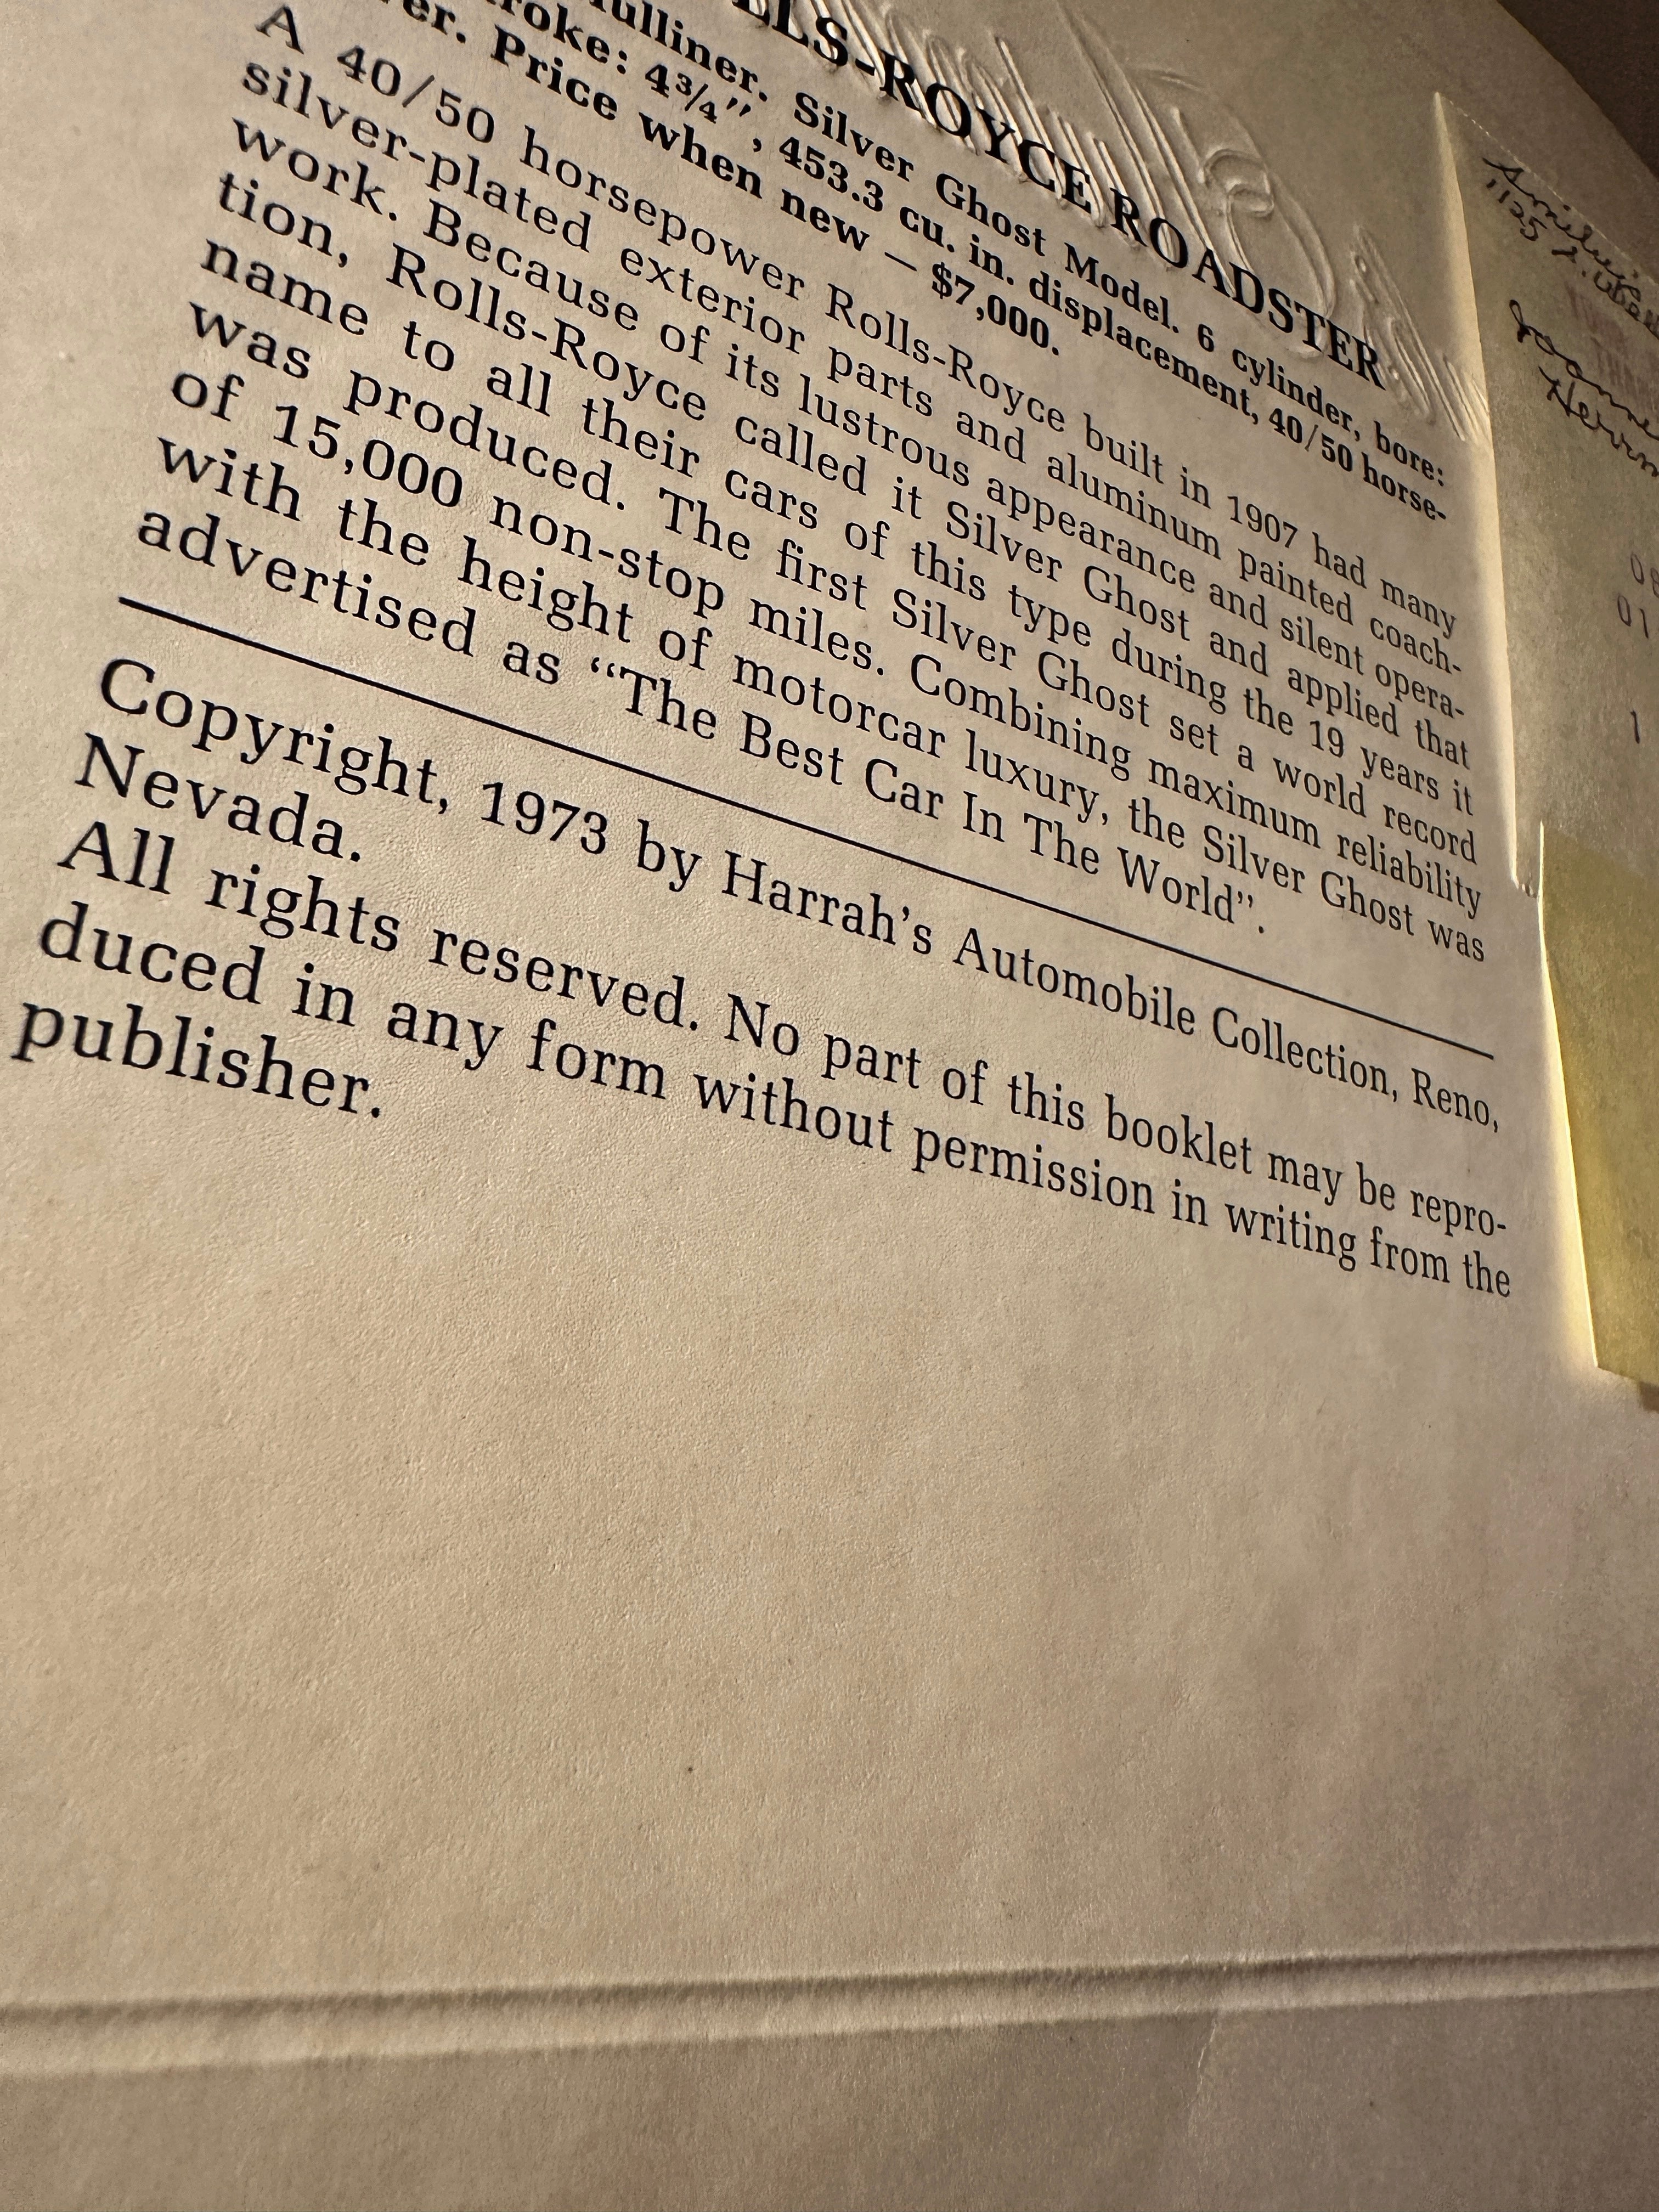 LLS-ROYCE ROADSTER
ulliner. Silver Ghost Model. 6 cylinder, bore:
roke: 4¾", 453.3 cu. in. displacement, 40/50 horse-
er. Price when new — $7,000.
A 40/50 horsepower Rolls-Royce built in 1907 had many
silver-plated exterior parts and aluminum painted coach-
work. Because of its lustrous appearance and silent opera-
tion, Rolls-Royce called it Silver Ghost and applied that
name to all their cars of this type during the 19 years it
was produced. The first Silver Ghost set a world record
of 15,000 non-stop miles. Combining maximum reliability
with the height of motorcar luxury, the Silver Ghost was
advertised as “The Best Car In The World”.
Copyright, 1973 by Harrah’s Automobile Collection, Reno,
Nevada.
All rights reserved. No part of this booklet may be repro-
duced in any form without permission in writing from the
publisher.
01
1